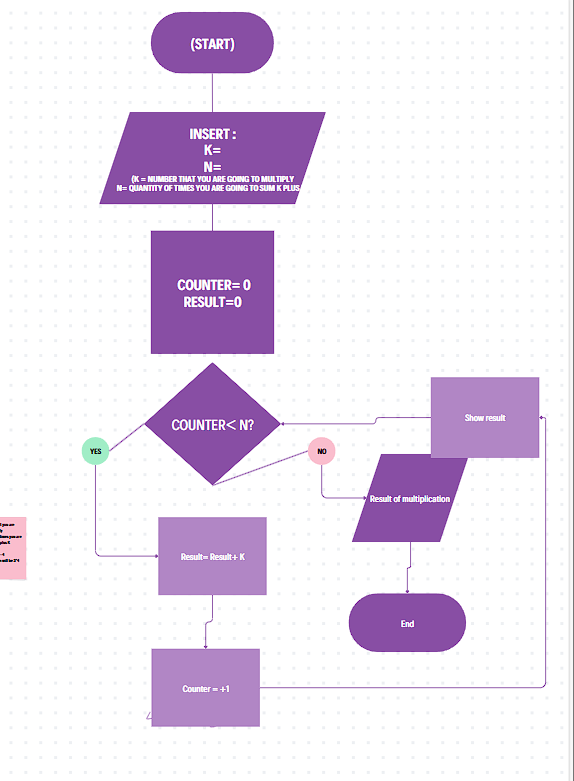 (START)
INSERT :
K=
N=
(K = NUMBER THAT YOU ARE GOING TO MULTIPLY
N= QUANTITY OF TIMES YOU ARE GOING TO SUM K PLUS
COUNTER= 0
RESULT=0
COUNTER< N?
Show result
YES
NO
Result of multiplication
Result= Result+ K
End
Counter = +1